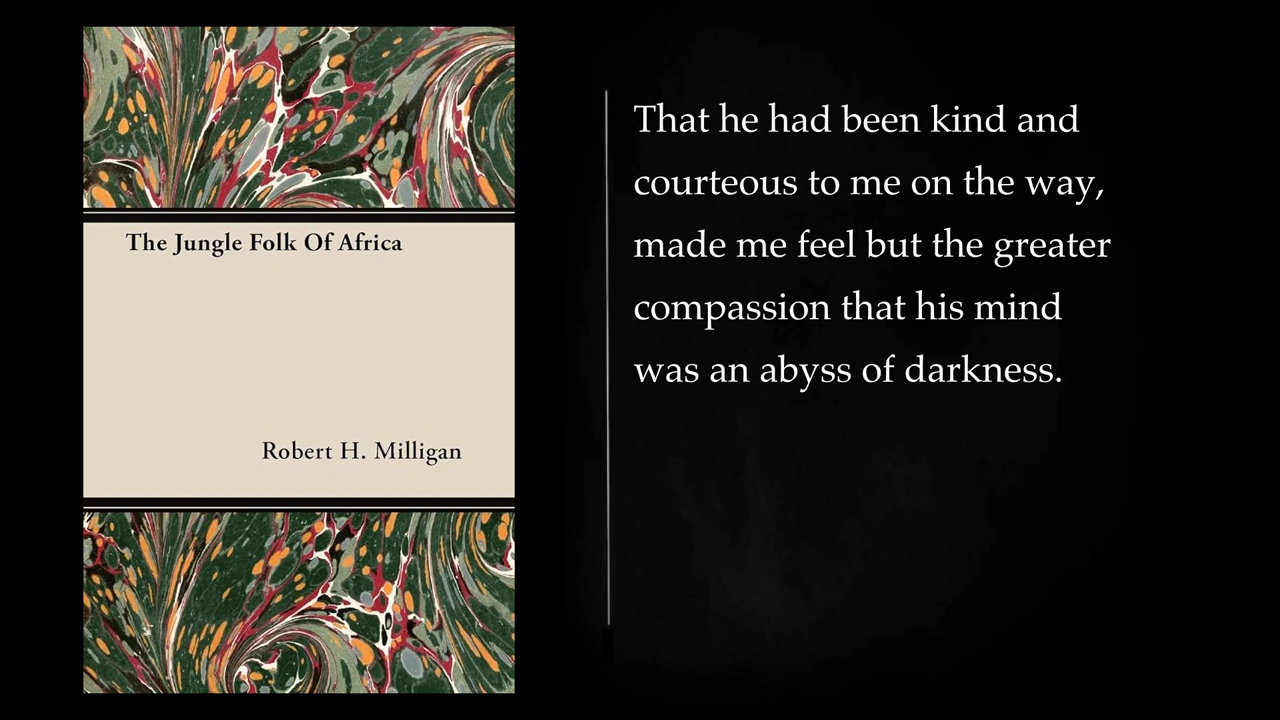 The Jungle Folk Of Africa
Robert H. Milligan
That he had been kind and
courteous to me on the way,
made me feel but the greater
compassion that his mind
was an abyss of darkness.